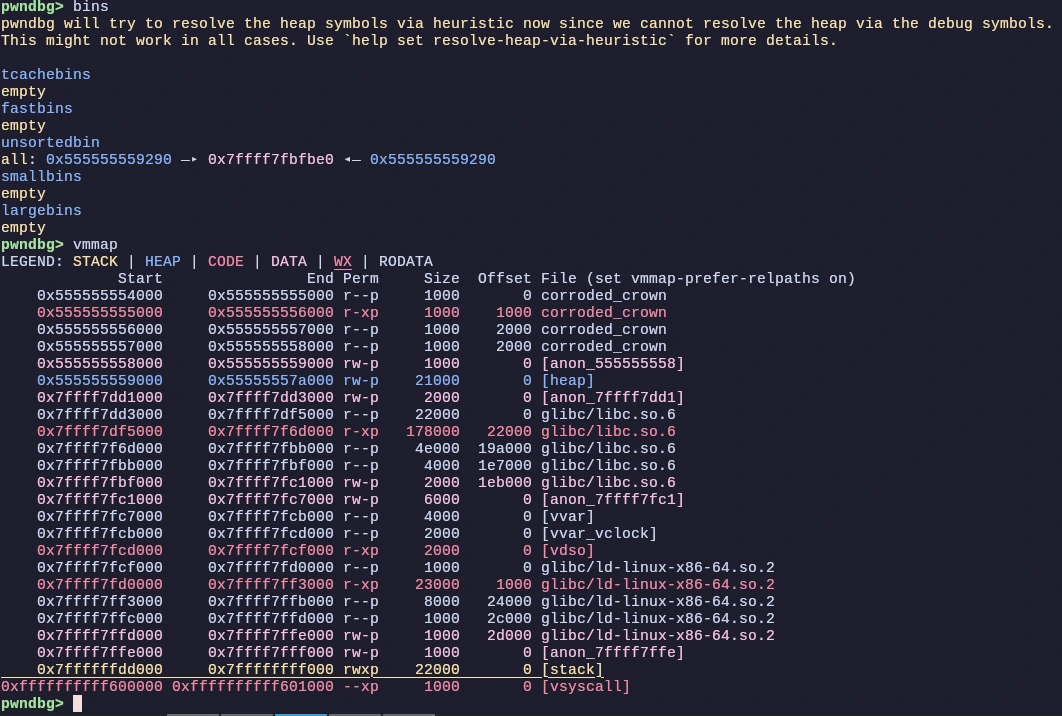 pwndbg> bins
pwndbg will try to resolve the heap symbols via heuristic now since we cannot resolve the heap via the debug symbols.
This might not work in all cases. Use `help set resolve-heap-via-heuristic` for more details.
tcachebins
empty
fastbins
empty
unsortedbin
all: 0x555555559290 —▸ 0x7ffff7fbfbe0 ◂— 0x555555559290
smallbins
empty
largebins
empty
pwndbg> vmmap
LEGEND: STACK | HEAP | CODE | DATA | WX | RODATA
Start End Perm Size Offset File (set vmmap-prefer-relpaths on)
0x555555554000 0x555555555000 r--p 1000 0 corroded_crown
0x555555555000 0x555555556000 r-xp 1000 1000 corroded_crown
0x555555556000 0x555555557000 r--p 1000 2000 corroded_crown
0x555555557000 0x555555558000 r--p 1000 2000 corroded_crown
0x555555558000 0x555555559000 rw-p 1000 0 [anon_555555558]
0x555555559000 0x55555557a000 rw-p 21000 0 [heap]
0x7ffff7dd1000 0x7ffff7dd3000 rw-p 2000 0 [anon_7ffff7dd1]
0x7ffff7dd3000 0x7ffff7df5000 r--p 22000 0 glibc/libc.so.6
0x7ffff7df5000 0x7ffff7f6d000 r-xp 178000 22000 glibc/libc.so.6
0x7ffff7f6d000 0x7ffff7fbb000 r--p 4e000 19a000 glibc/libc.so.6
0x7ffff7fbb000 0x7ffff7fbf000 r--p 4000 1e7000 glibc/libc.so.6
0x7ffff7fbf000 0x7ffff7fc1000 rw-p 2000 1eb000 glibc/libc.so.6
0x7ffff7fc1000 0x7ffff7fc7000 rw-p 6000 0 [anon_7ffff7fc1]
0x7ffff7fc7000 0x7ffff7fcb000 r--p 4000 0 [vvar]
0x7ffff7fcb000 0x7ffff7fcd000 r--p 2000 0 [vvar_vclock]
0x7ffff7fcd000 0x7ffff7fcf000 r-xp 2000 0 [vdso]
0x7ffff7fcf000 0x7ffff7fd0000 r--p 1000 0 glibc/ld-linux-x86-64.so.2
0x7ffff7fd0000 0x7ffff7ff3000 r-xp 23000 1000 glibc/ld-linux-x86-64.so.2
0x7ffff7ff3000 0x7ffff7ffb000 r--p 8000 24000 glibc/ld-linux-x86-64.so.2
0x7ffff7ffc000 0x7ffff7ffd000 r--p 1000 2c000 glibc/ld-linux-x86-64.so.2
0x7ffff7ffd000 0x7ffff7ffe000 rw-p 1000 2d000 glibc/ld-linux-x86-64.so.2
0x7ffff7ffe000 0x7ffff7fff000 rw-p 1000 0 [anon_7ffff7ffe]
0x7ffffffdd000 0x7ffffffff000 rwxp 22000 0 [stack]
0xffffffffff600000 0xffffffffff601000 --xp 1000 0 [vsyscall]
pwndbg>